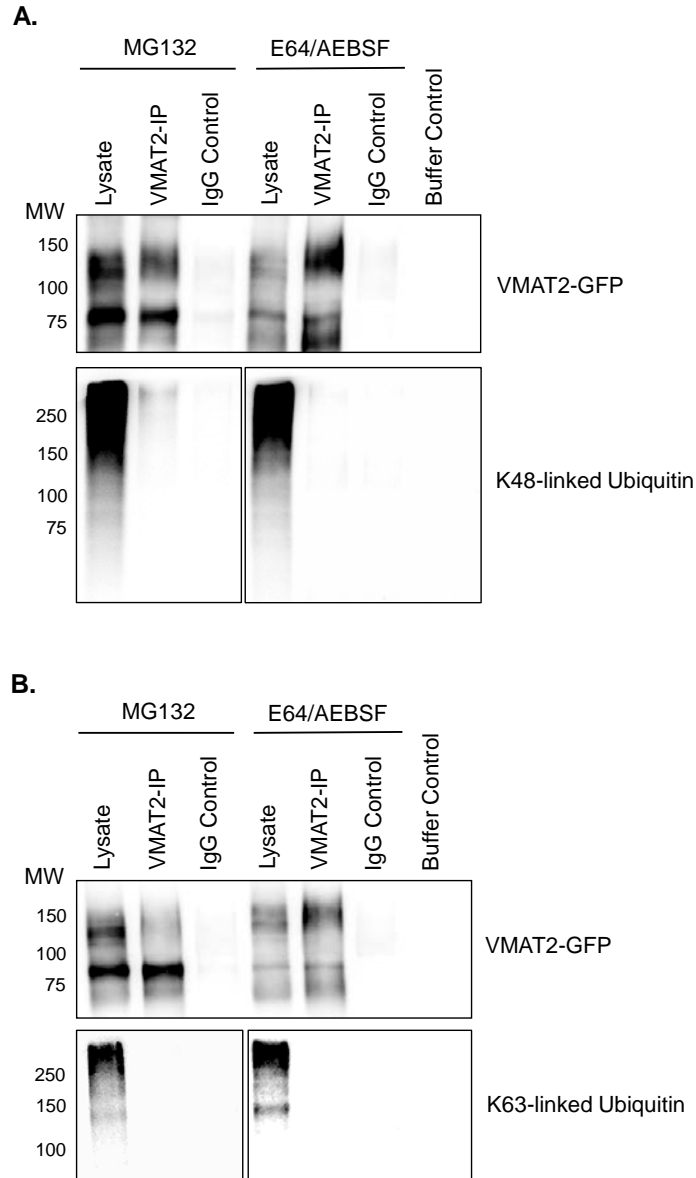 A.
MG132 E64/AEBSF
Lysate VMAT2-IP IgG Control Lysate VMAT2-IP IgG Control Buffer Control
MW
150
100
75
VMAT2-GFP
250
150
100
75
K48-linked Ubiquitin
B.
MG132 E64/AEBSF
Lysate VMAT2-IP IgG Control Lysate VMAT2-IP IgG Control Buffer Control
MW
150
100
75
VMAT2-GFP
250
150
100
K63-linked Ubiquitin